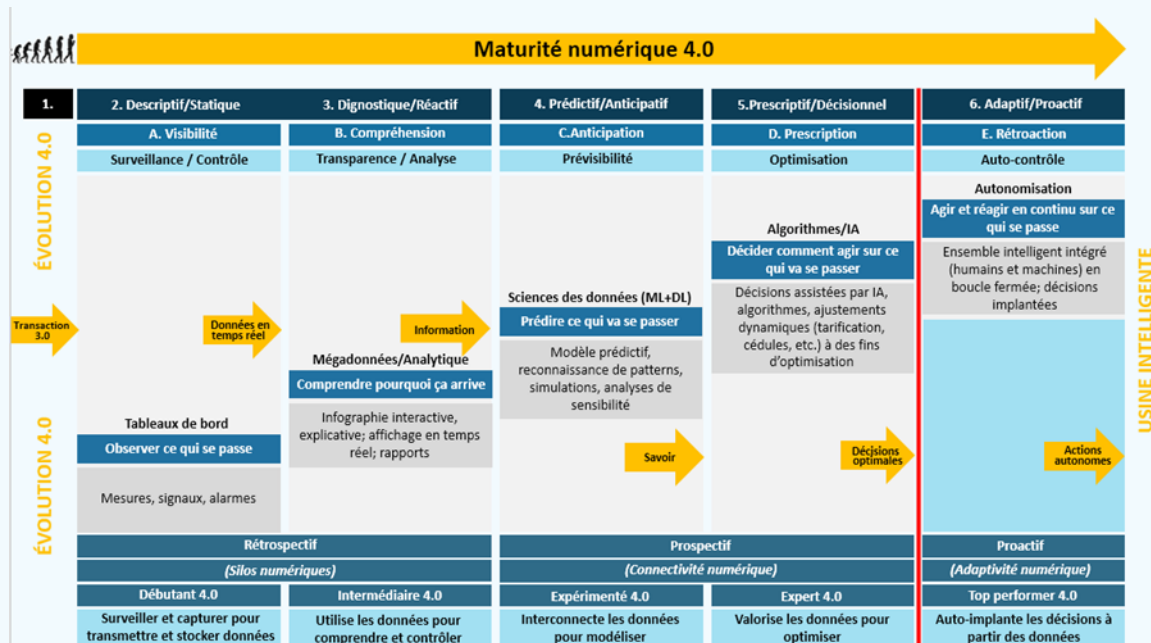 Maturité numérique 4.0
1.
2. Descriptif/Statique
3. Dignostique/Réactif
4. Prédictif/Anticipatif
5.Prescriptif/Décisionnel
6. Adaptif/Proactif
A. Visibilité
B. Compréhension
C.Anticipation
D. Prescription
E. Rétroaction
Surveillance / Contrôle
Transparence / Analyse
Prévisibilité
Optimisation
Auto-contrôle
ÉVOLUTION 4.0
ÉVOLUTION 4.0
Transaction
3.0
Données en
temps réel
Tableaux de bord
Observer ce qui se passe
Mesures, signaux, alarmes
Information
Mégadonnées/Analytique
Comprendre pourquoi ça arrive
Infographie interactive,
explicative; affichage en temps
réel; rapports
Sciences des données (ML+DL)
Prédire ce qui va se passer
Modèle prédictif,
reconnaissance de patterns,
simulations, analyses de
sensibilité
Savoir
Algorithmes/IA
Décider comment agir sur ce
qui va se passer
Décisions assistées par IA,
algorithmes, ajustements
dynamiques (tarification,
cédules, etc.) à des fins
d'optimisation
Décisions
optimales
Autonomisation
Agir et réagir en continu sur ce
qui se passe
Ensemble intelligent intégré
(humains et machines) en
boucle fermée; décisions
implantées
Actions
autonomes
USINE INTELLIGENTE
Rétrospectif
Prospectif
Proactif
(Silos numériques)
(Connectivité numérique)
(Adaptivité numérique)
Débutant 4.0
Intermédiaire 4.0
Expérimenté 4.0
Expert 4.0
Top performer 4.0
Surveiller et capturer pour
transmettre et stocker données
Utilise les données pour
comprendre et contrôler
Interconnecte les données
pour modéliser
Valorise les données pour
optimiser
Auto-implante les décisions à
partir des données